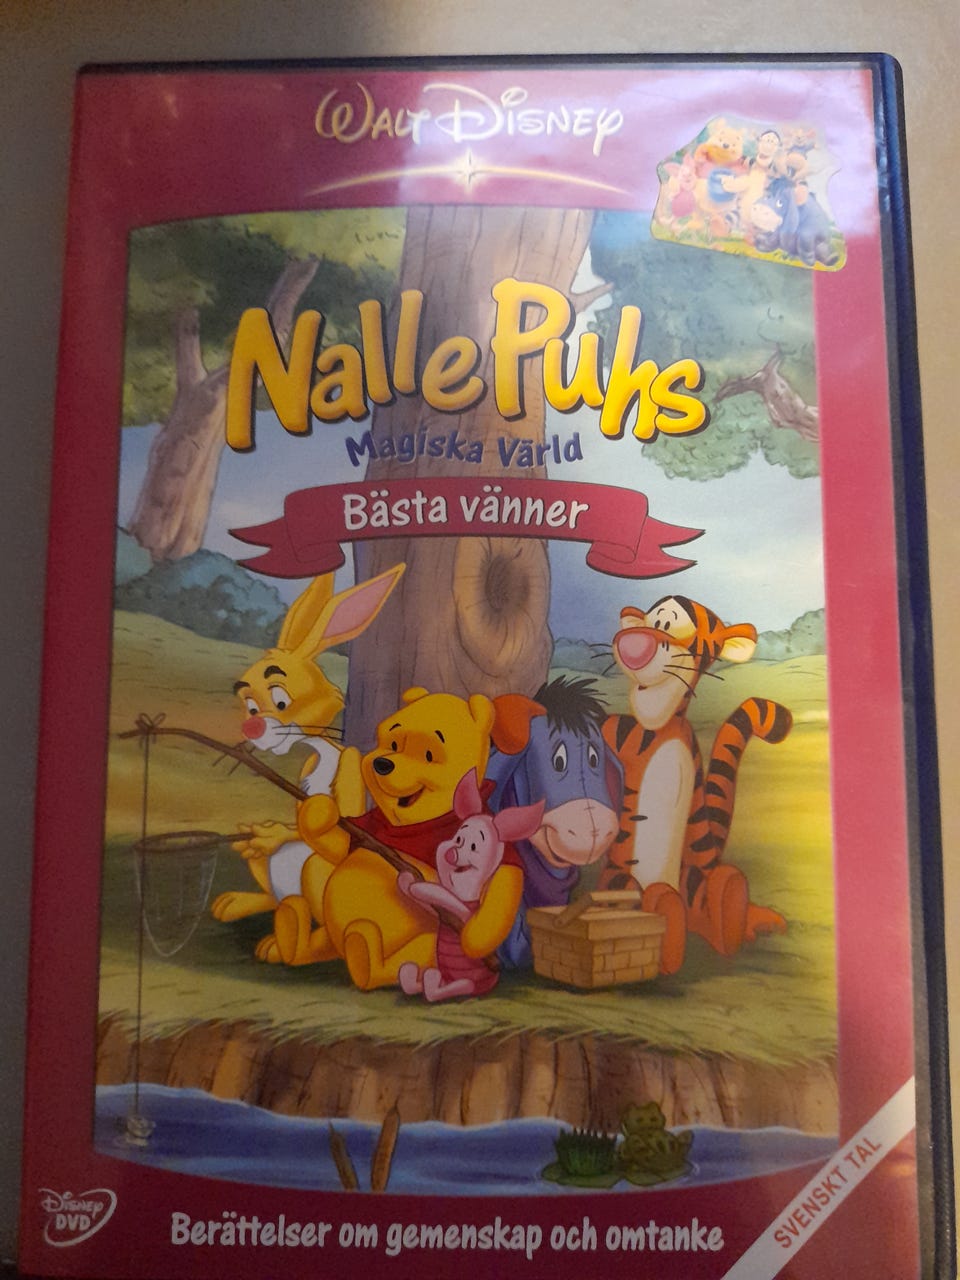 WALT DISNEY
Nalle Puhs
Magiska Värld
Bästa vänner
SVENSKT TAL
DISNEY
DVD
Berättelser om gemenskap och omtanke